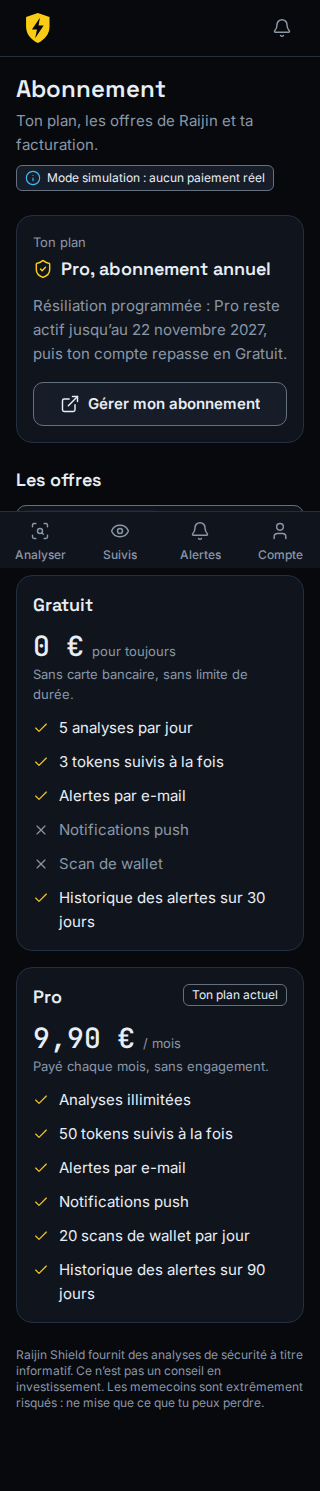 Abonnement
Ton plan, les offres de Raijin et ta
facturation.
Mode simulation : aucun paiement réel
Ton plan
Pro, abonnement annuel
Résiliation programmée : Pro reste
actif jusqu’au 22 novembre 2027,
puis ton compte repasse en Gratuit.
Gérer mon abonnement
Les offres
Analyser
Suivis
Alertes
Compte
Gratuit
0 € pour toujours
Sans carte bancaire, sans limite de
durée.
5 analyses par jour
3 tokens suivis à la fois
Alertes par e-mail
Notifications push
Scan de wallet
Historique des alertes sur 30
jours
Pro
Ton plan actuel
9,90 € / mois
Payé chaque mois, sans engagement.
Analyses illimitées
50 tokens suivis à la fois
Alertes par e-mail
Notifications push
20 scans de wallet par jour
Historique des alertes sur 90
jours
Raijin Shield fournit des analyses de sécurité à titre
informatif. Ce n’est pas un conseil en
investissement. Les memecoins sont extrêmement
risqués : ne mise que ce que tu peux perdre.